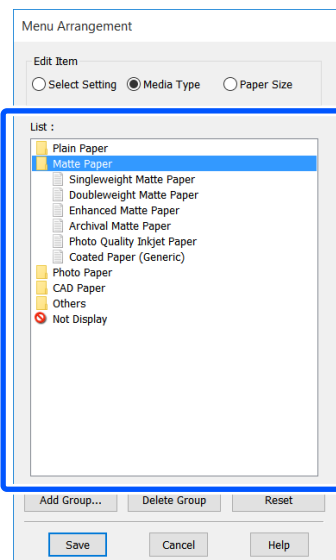 Menu Arrangement
Edit Item
Select Setting Media Type Paper Size
List :
Plain Paper
Matte Paper
Singleweight Matte Paper
Doubleweight Matte Paper
Enhanced Matte Paper
Archival Matte Paper
Photo Quality Inkjet Paper
Coated Paper (Generic)
Photo Paper
CAD Paper
Others
Not Display
Add Group... Delete Group Reset
Save Cancel Help